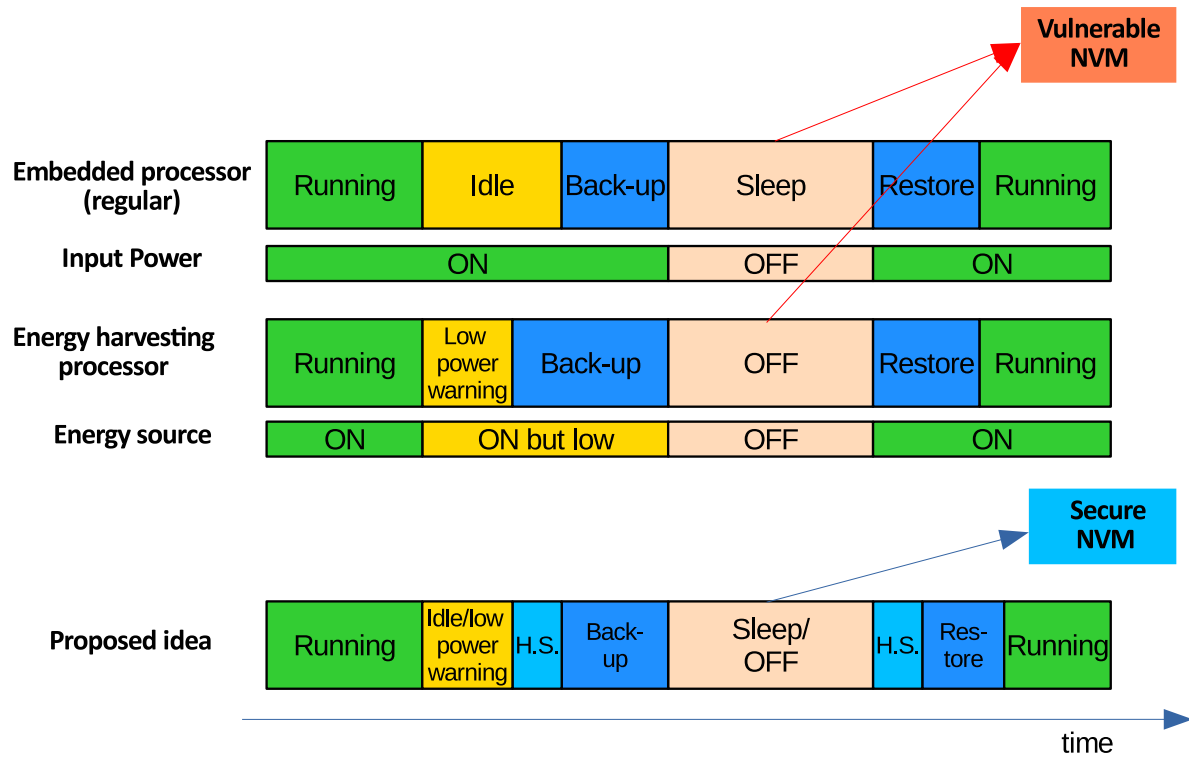 Vulnerable
NVM
Embedded processor
(regular)
Running
Idle
Back-up
Sleep
Restore
Running
Input Power
ON
OFF
ON
Energy harvesting
processor
Running
Low
power
warning
Back-up
OFF
Restore
Running
Energy source
ON
ON but low
OFF
ON
Secure
NVM
Proposed idea
Running
Idle/low
power
warning
H.S.
Back-
up
Sleep/
OFF
H.S.
Res-
tore
Running
time